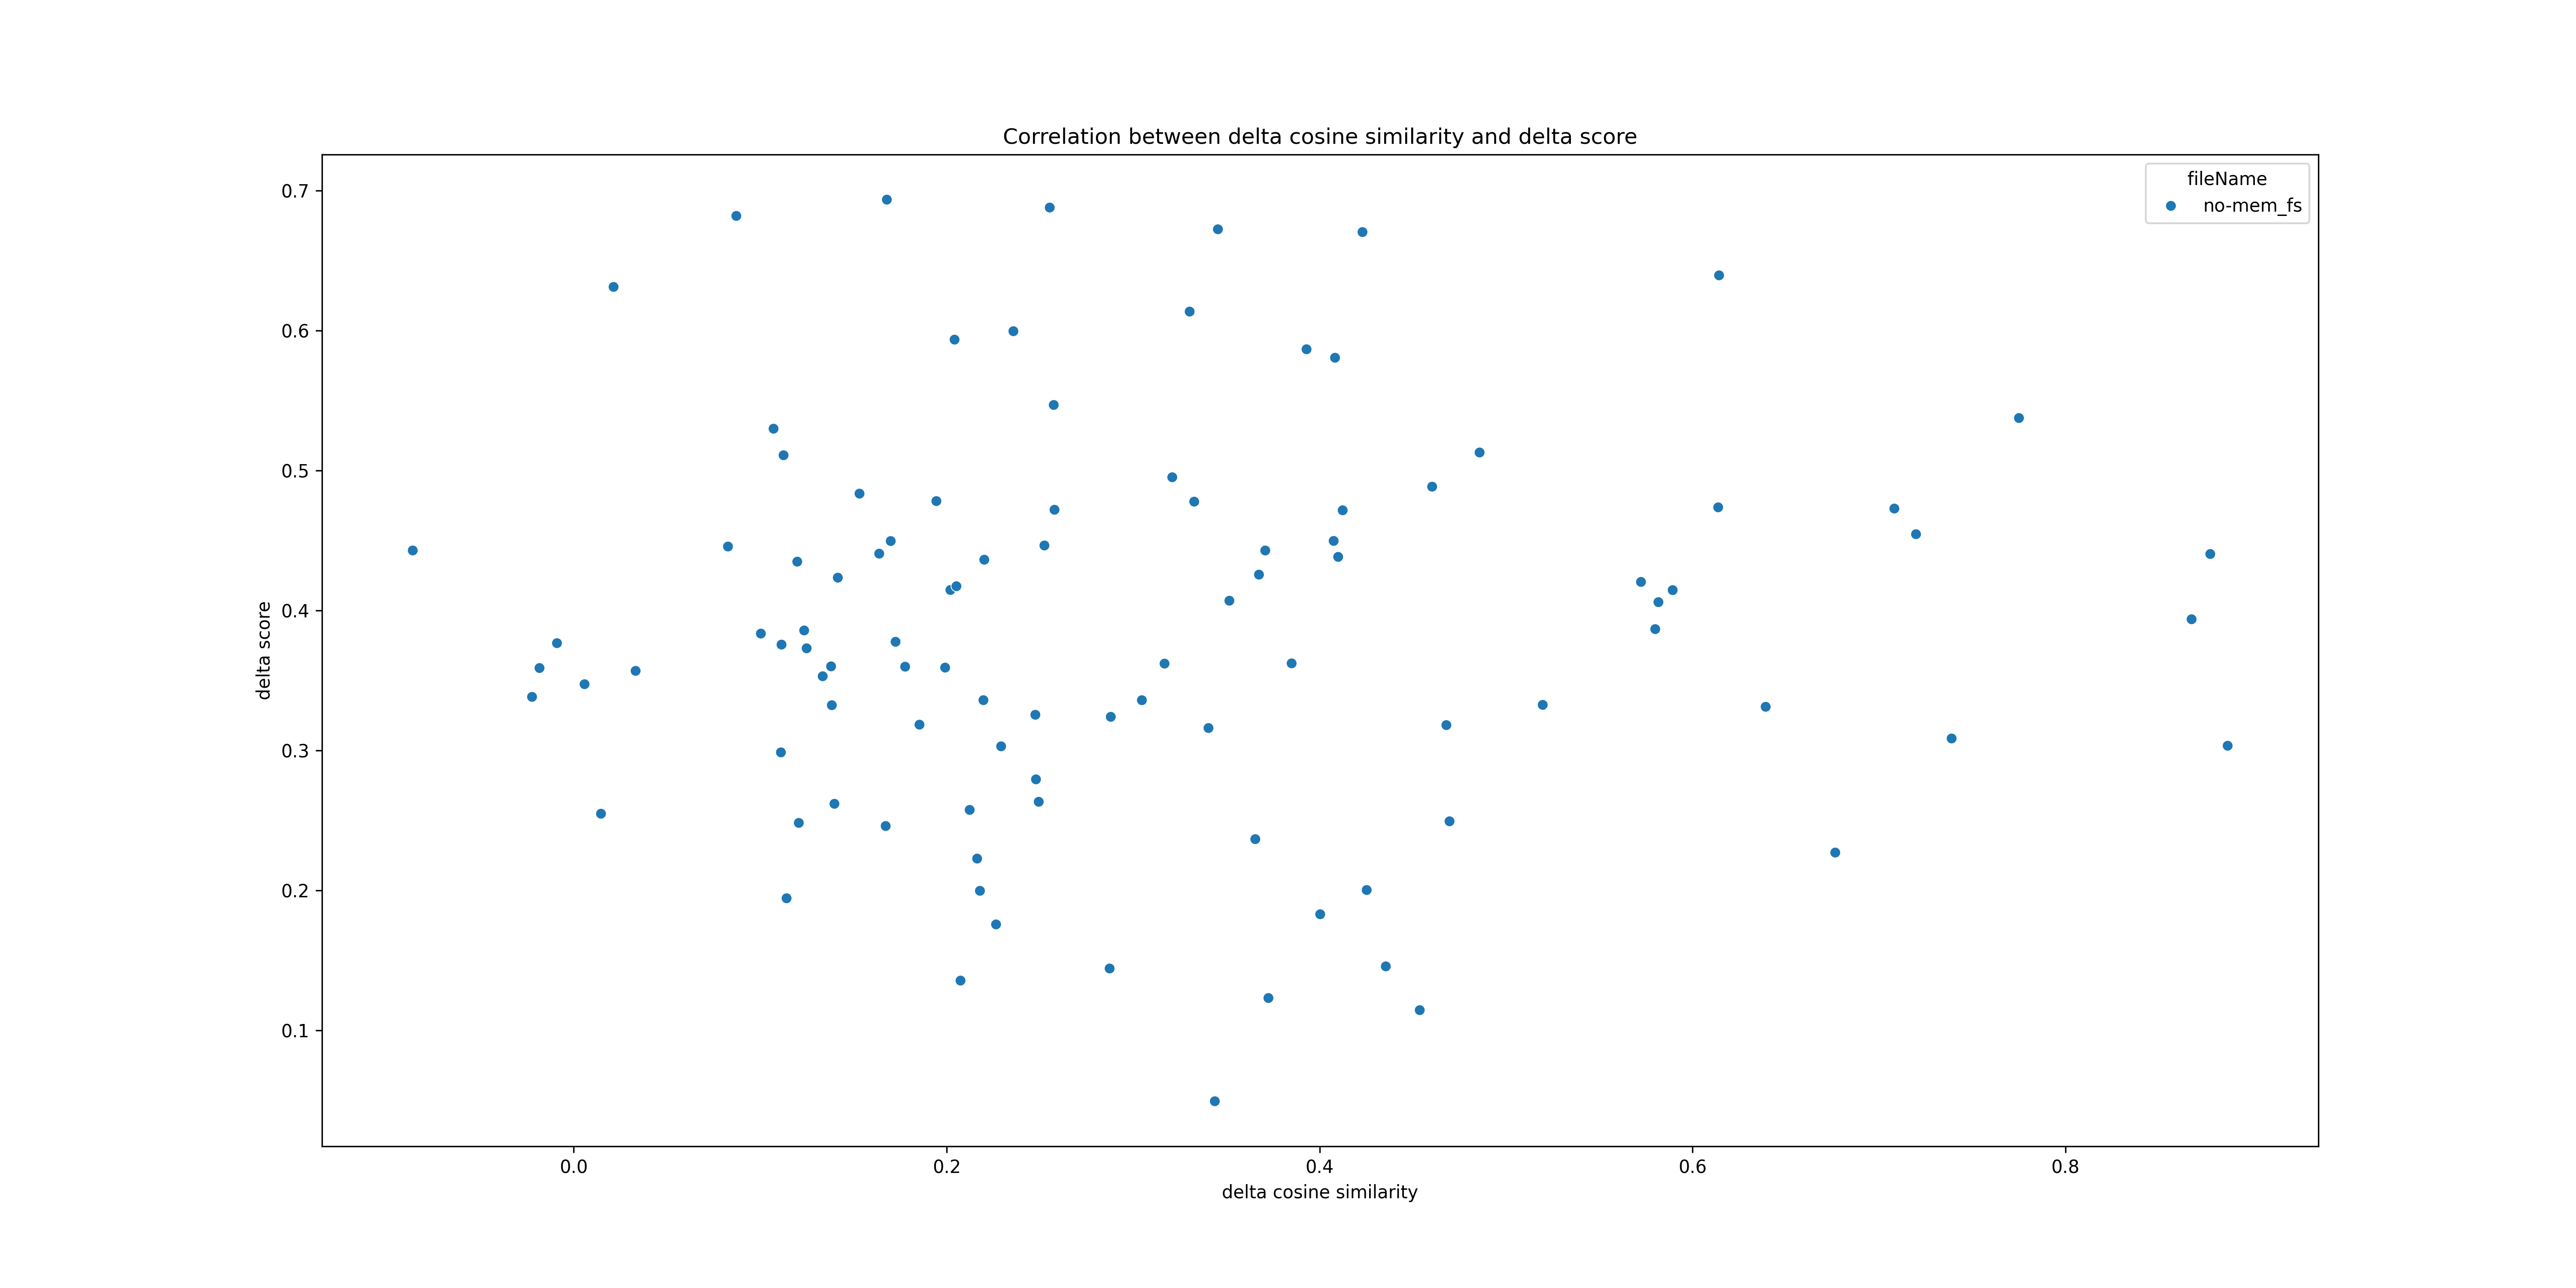 Correlation between delta cosine similarity and delta score
fileName
no-mem_fs
0.7
0.6
0.5
0.4
0.3
0.2
0.1
delta score
0.0
0.2
0.4
0.6
0.8
delta cosine similarity